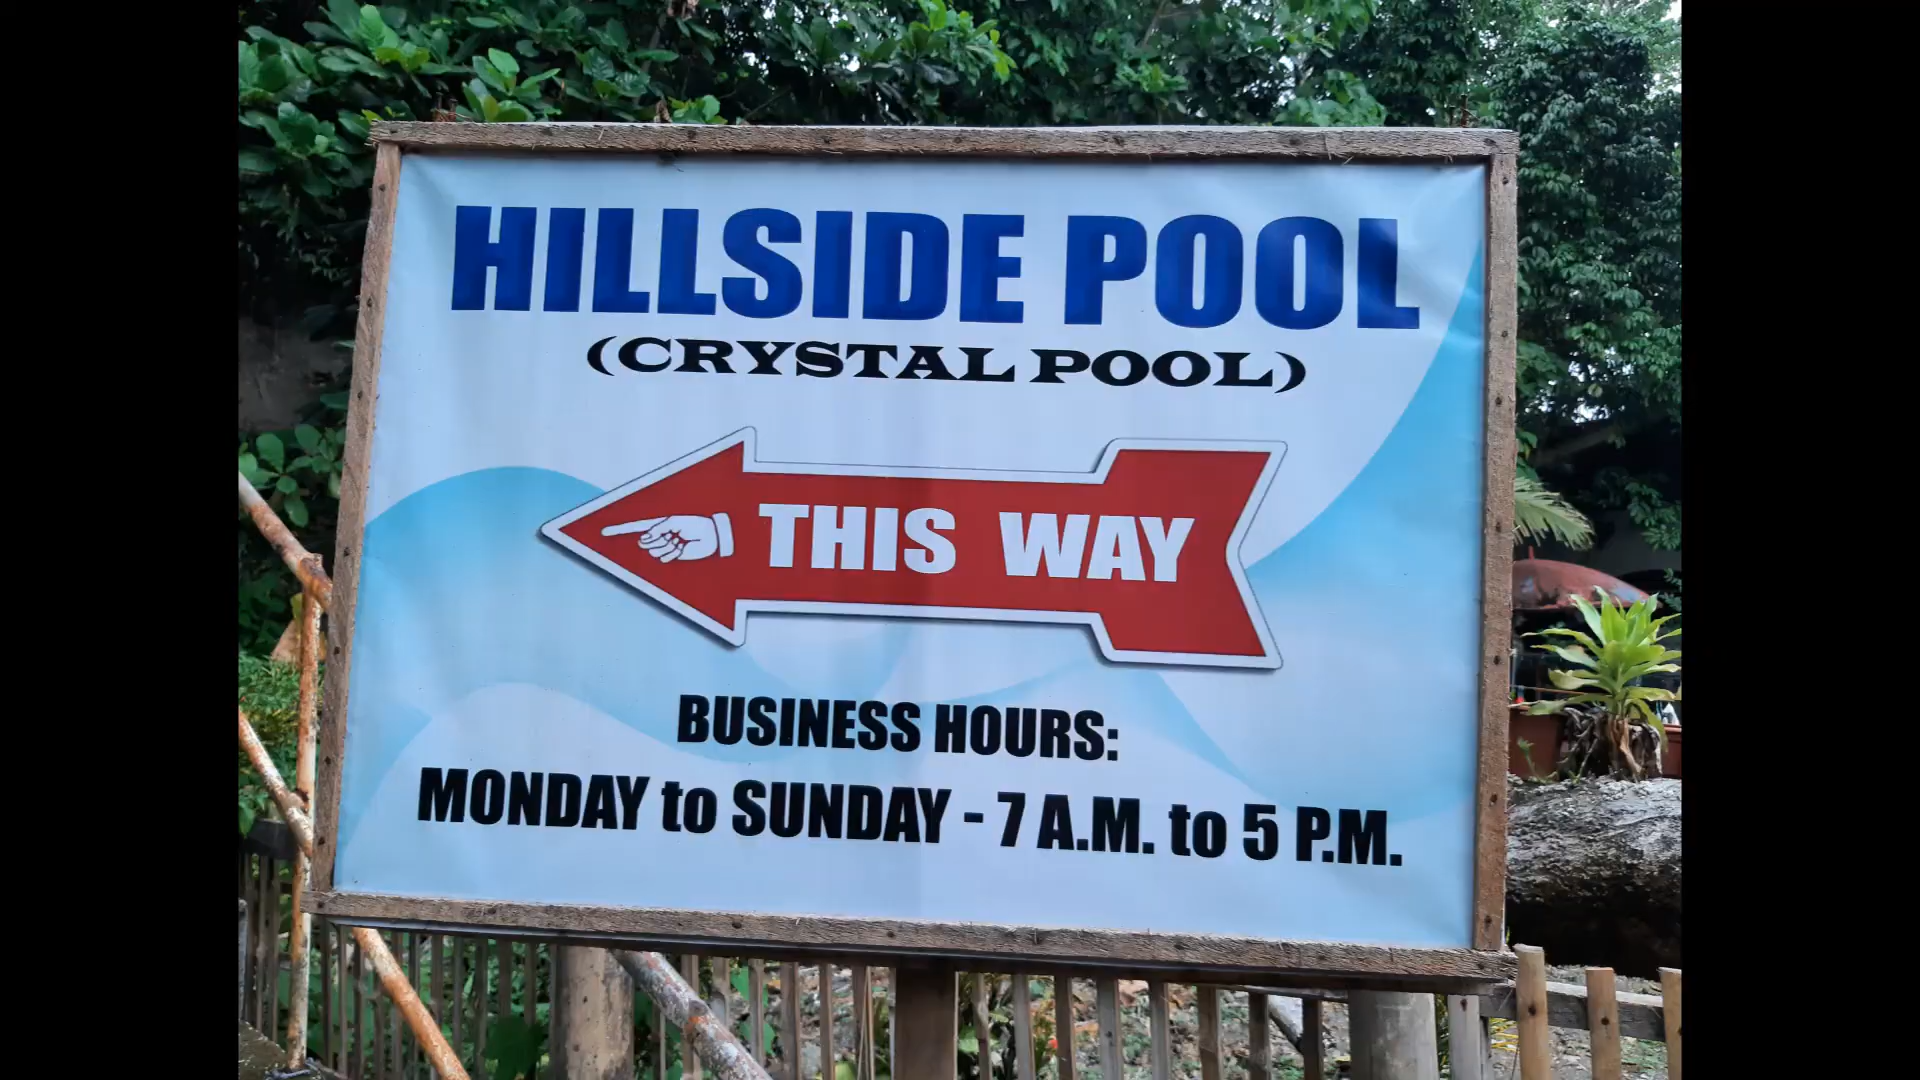 HILLSIDE POOL
(CRYSTAL POOL)
THIS WAY
BUSINESS HOURS:
MONDAY to SUNDAY - 7 A.M. to 5 P.M.